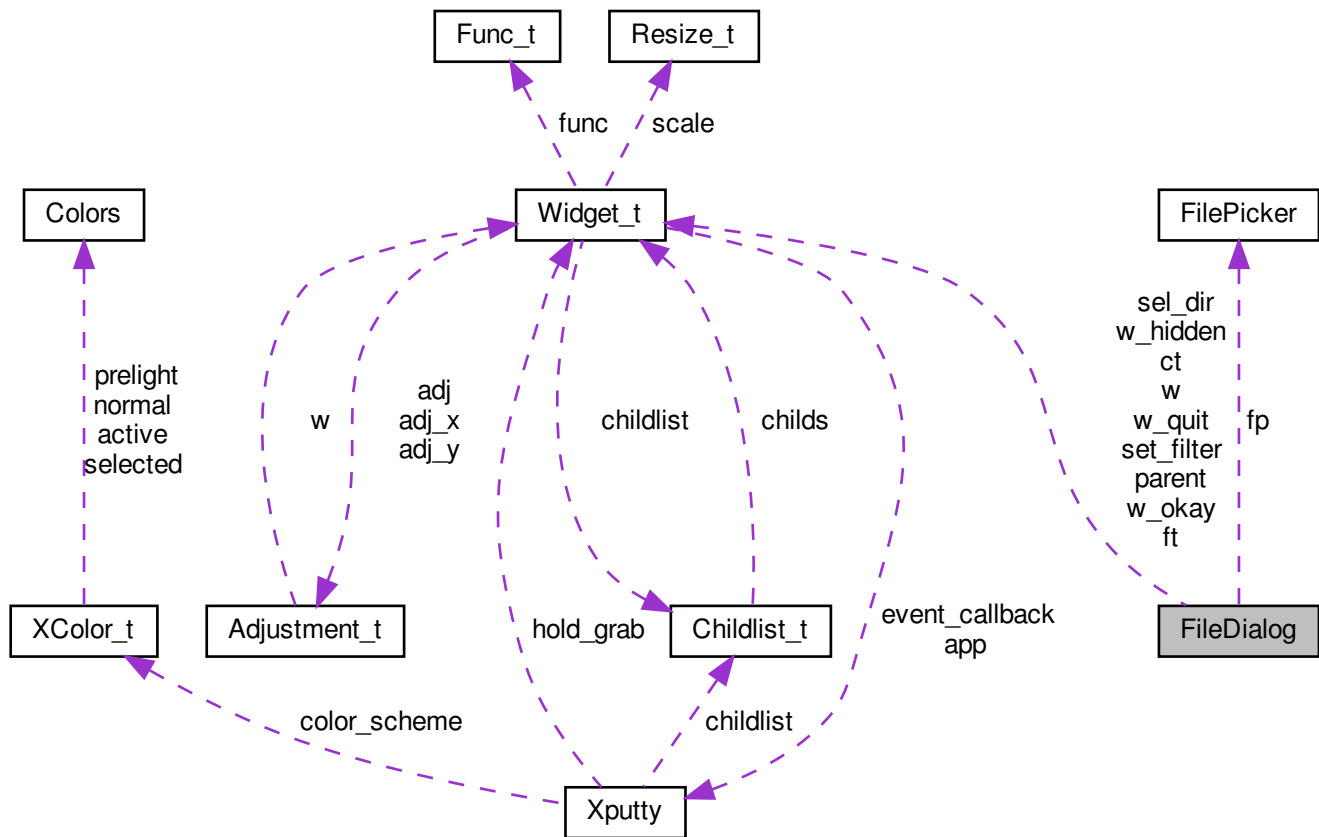 Func_t
Resize_t
func
scale
Colors
Widget_t
FilePicker
prelight
normal
active
selected
w
adj
adj_x
adj_y
childlist
childs
sel_dir
w_hidden
ct
w
w_quit
set_filter
parent
w_okay
ft
fp
XColor_t
Adjustment_t
hold_grab
Childlist_t
event_callback
app
FileDialog
color_scheme
childlist
Xputty